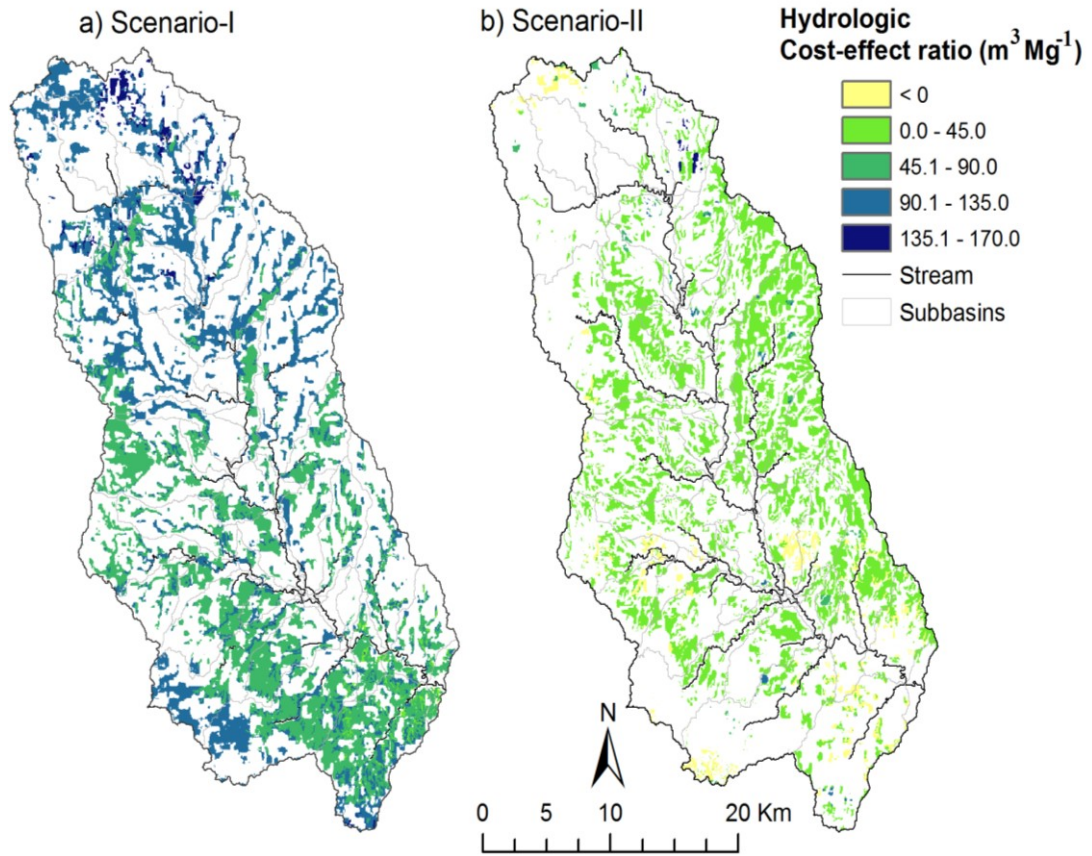 a) Scenario-I
b) Scenario-II
Hydrologic
Cost-effect ratio (m³ Mg⁻¹)
< 0
0.0 - 45.0
45.1 - 90.0
90.1 - 135.0
135.1 - 170.0
Stream
Subbasins
N
0 5 10 20 Km